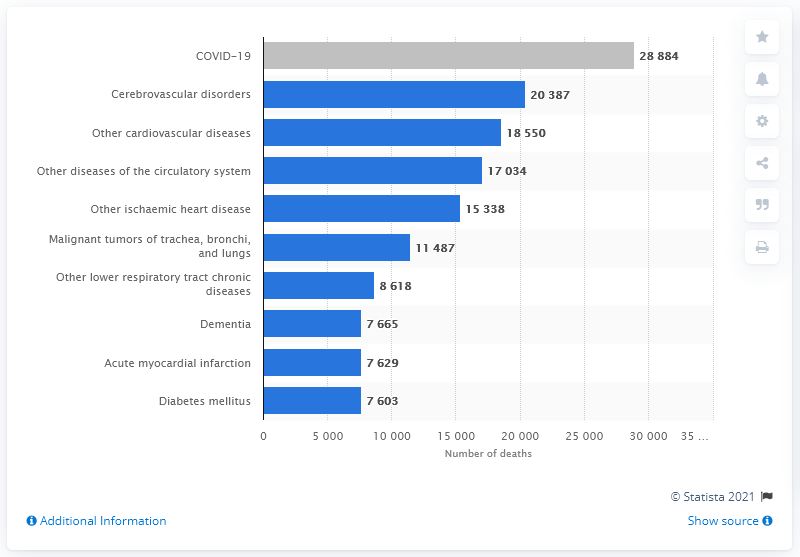 COVID-19
28 884
Cerebrovascular disorders
20 387
Other cardiovascular diseases
18 550
Other diseases of the circulatory system
17 034
Other ischaemic heart disease
15 338
Malignant tumors of trachea, bronchi,
and lungs
11 487
Other lower respiratory tract chronic
diseases
8 618
Dementia
7 665
Acute myocardial infarction
7 629
Diabetes mellitus
7 603
0 5 000 10 000 15 000 20 000 25 000 30 000 35 ...
Number of deaths
© Statista 2021
Additional Information
Show source